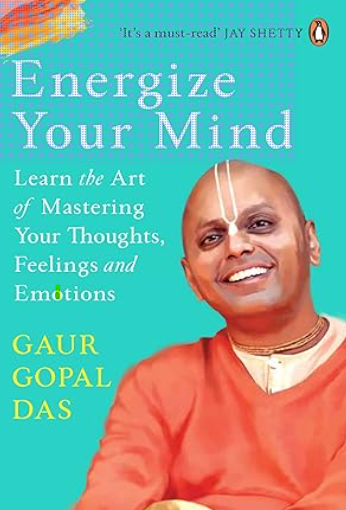 'It's a must-read' JAY SHETTY
Energize
Your Mind
Learn the Art
of Mastering
Your Thoughts,
Feelings and
Emotions
GAUR
GOPAL
DAS